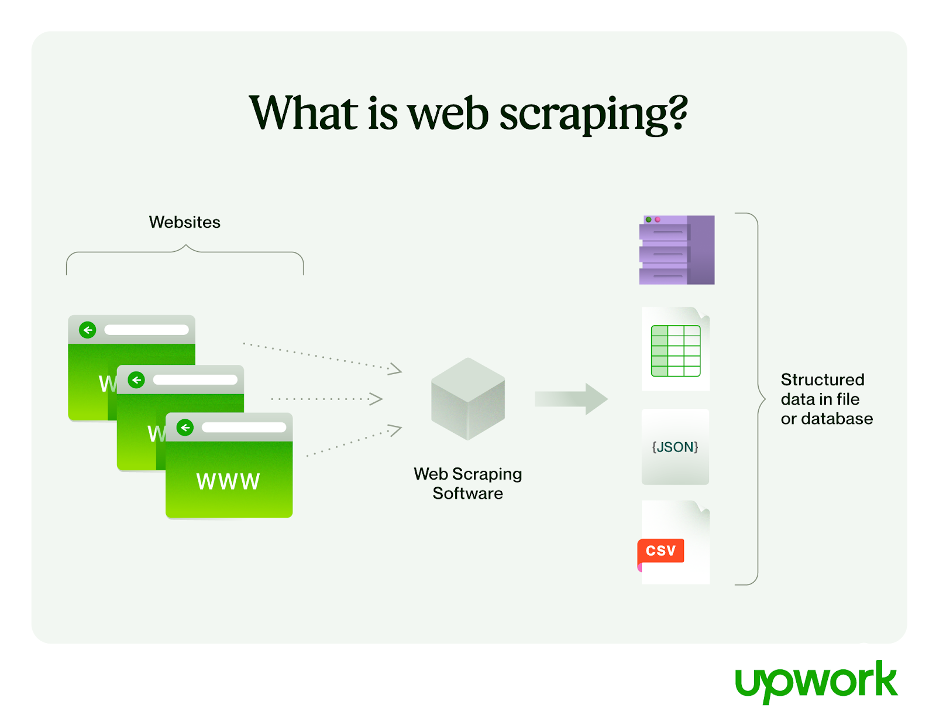 What is web scraping?
Websites
W
W
WWW
Web Scraping
Software
{JSON}
CSV
Structured
data in file
or database
upwork